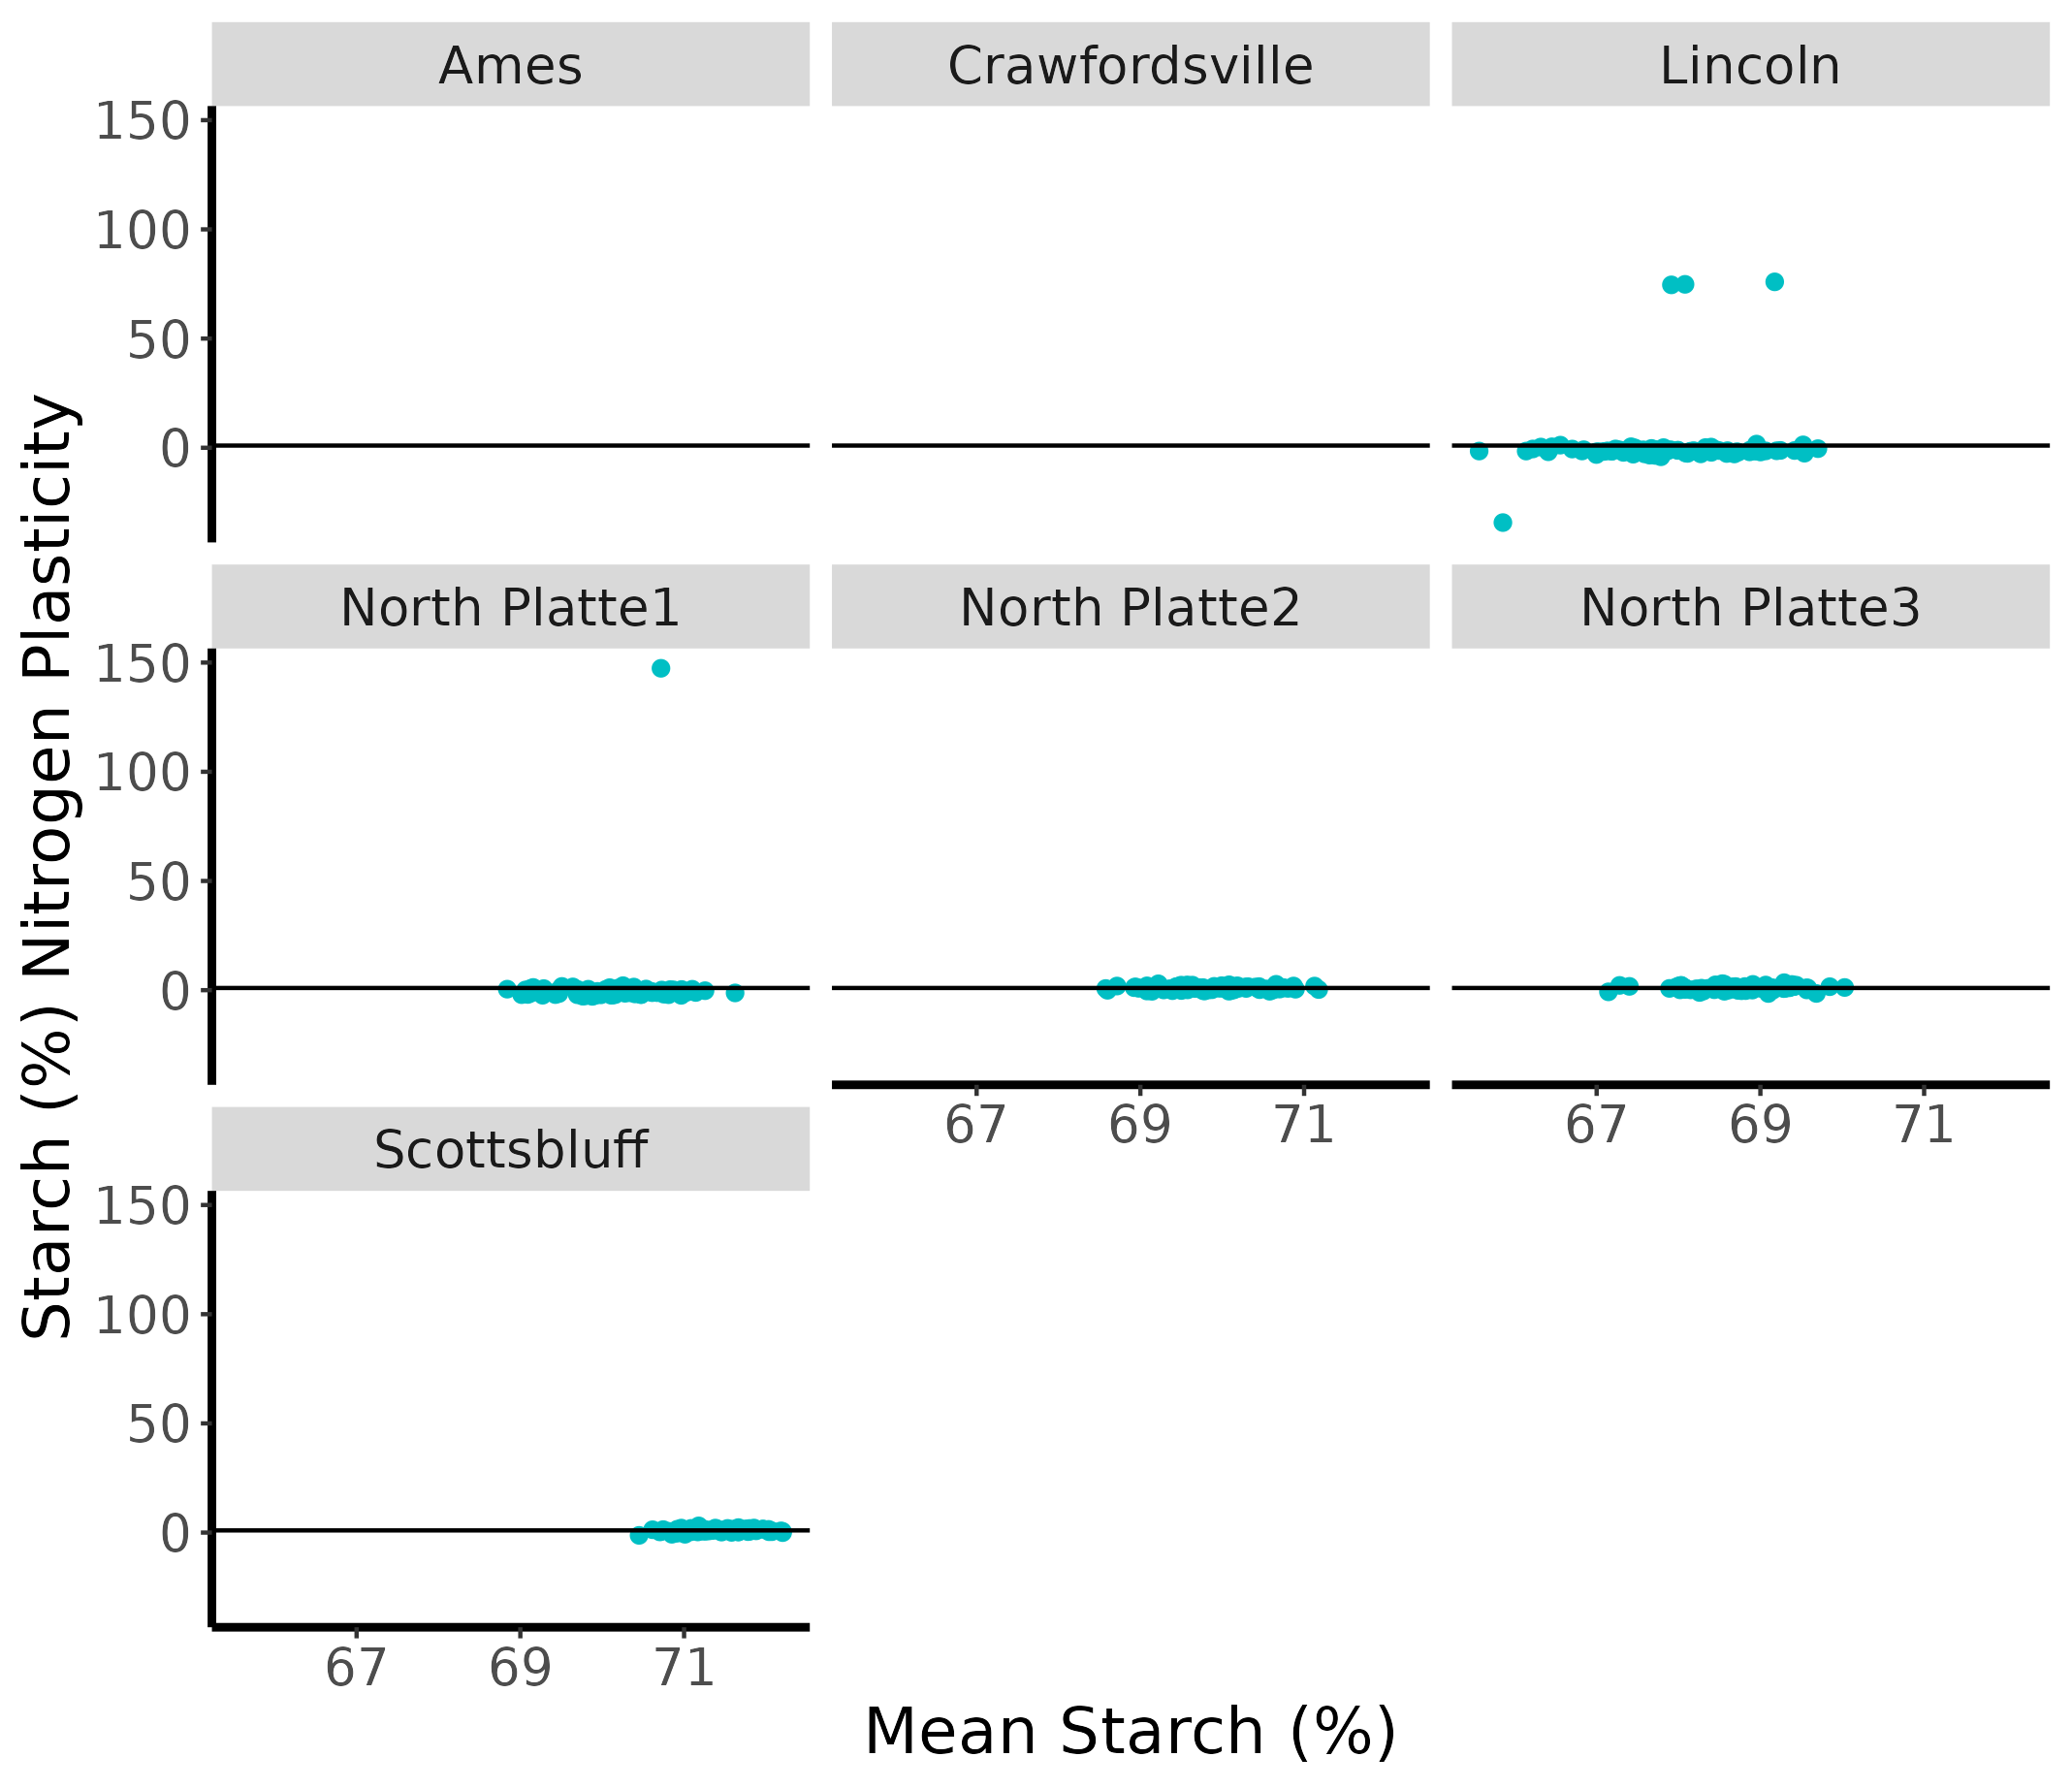 Ames
Crawfordsville
Lincoln
150
100
50
0
North Platte1
North Platte2
North Platte3
150
100
50
0
67
69
71
67
69
71
Scottsbluff
150
100
50
0
67
69
71
Mean Starch (%)
Starch (%) Nitrogen Plasticity